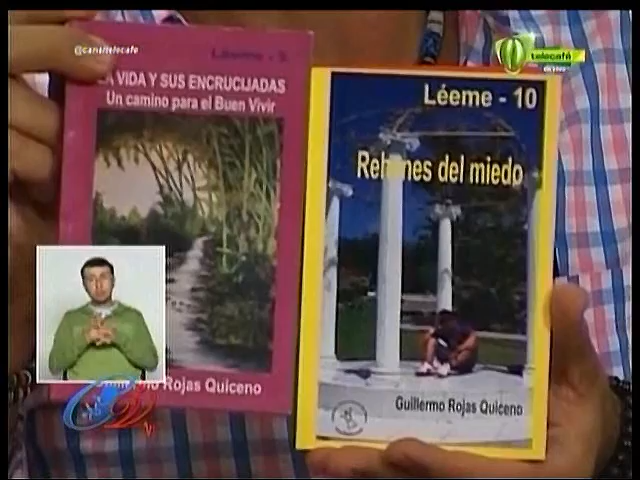 @canaltelecafe
telecafé
Léeme - 
LA VIDA Y SUS ENCRUCIJADAS
Un camino para el Buen Vivir
Guillermo Rojas Quiceno
Léeme - 10
Rehenes del miedo
Guillermo Rojas Quiceno